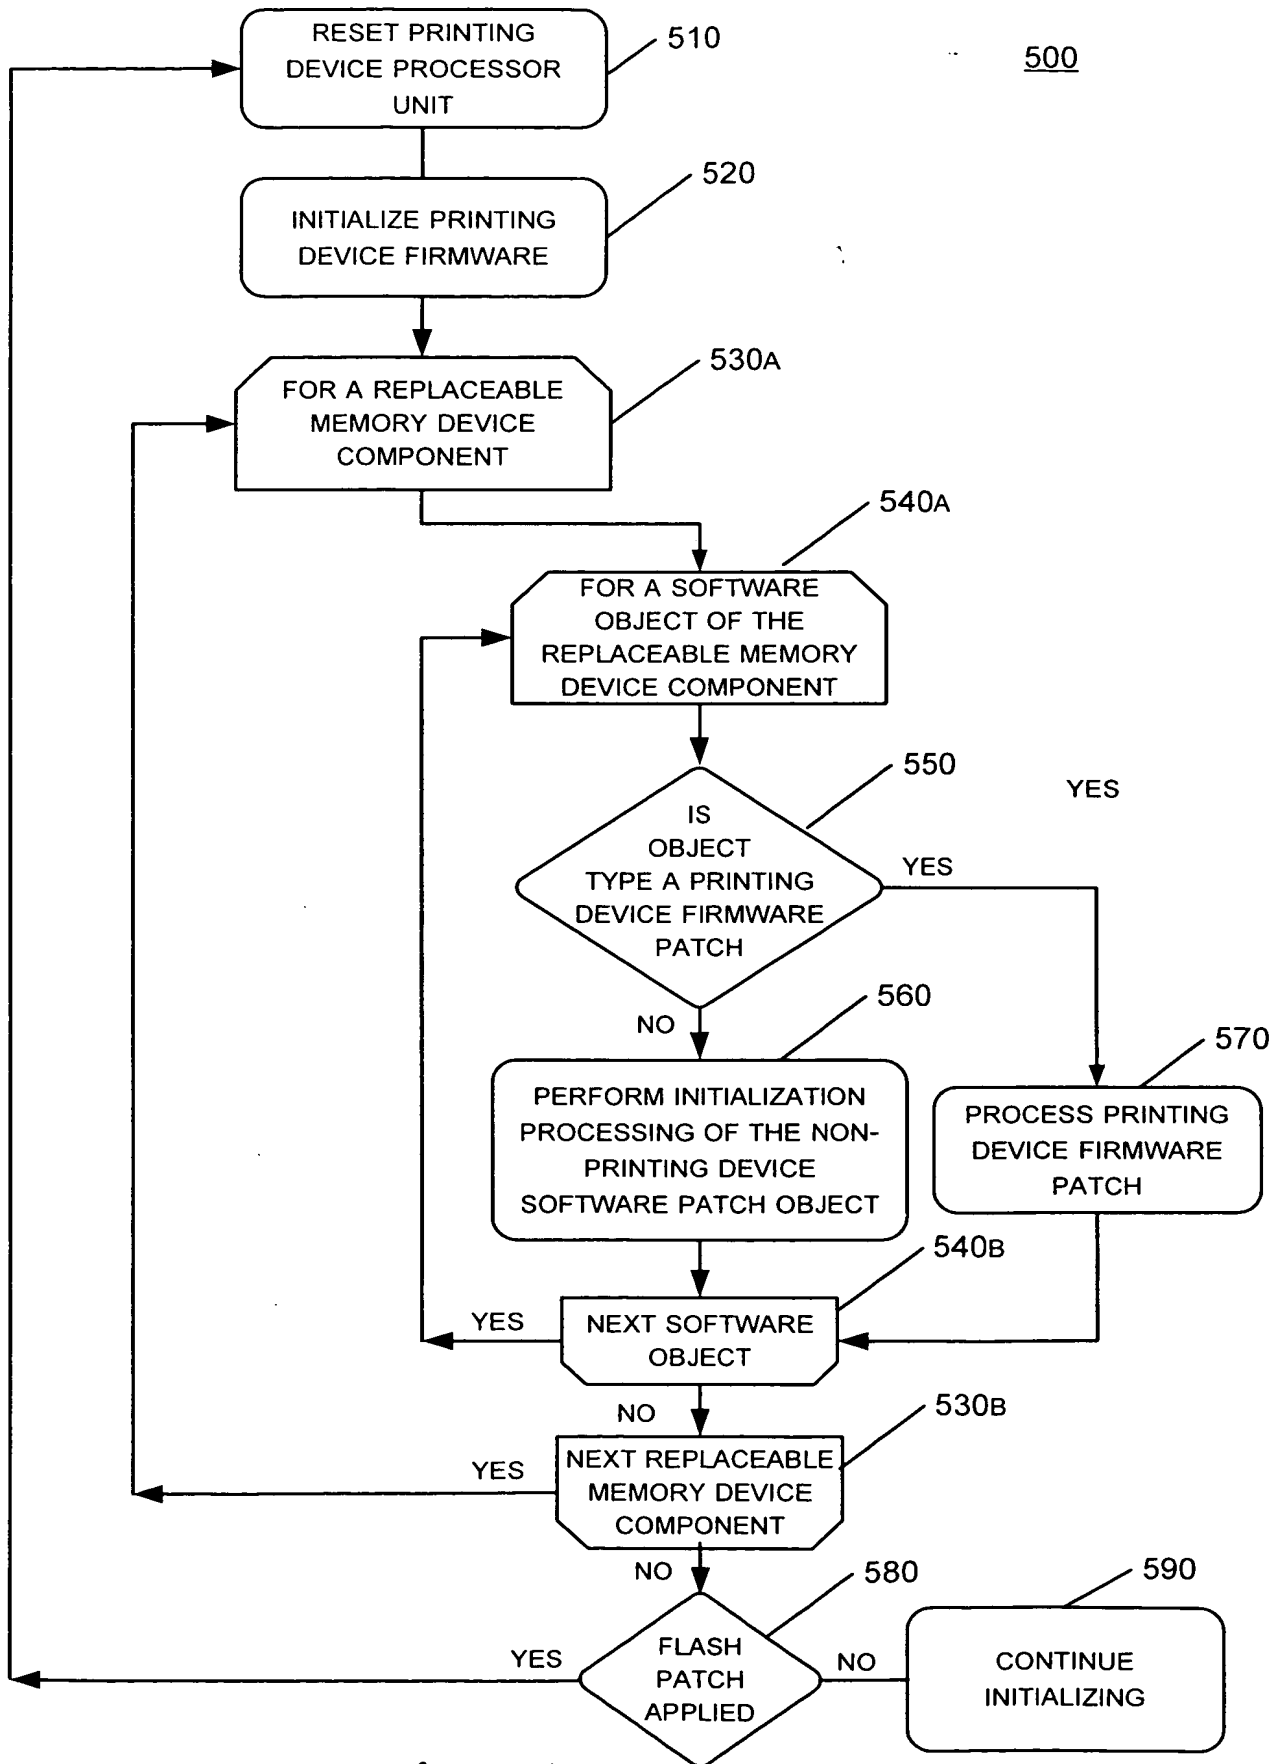 RESET PRINTING
DEVICE PROCESSOR
UNIT
510
500
INITIALIZE PRINTING
DEVICE FIRMWARE
520
FOR A REPLACEABLE
MEMORY DEVICE
COMPONENT
530A
540A
FOR A SOFTWARE
OBJECT OF THE
REPLACEABLE MEMORY
DEVICE COMPONENT
550
YES
IS
OBJECT
TYPE A PRINTING
DEVICE FIRMWARE
PATCH
YES
NO
560
570
PERFORM INITIALIZATION
PROCESSING OF THE NON-
PRINTING DEVICE
SOFTWARE PATCH OBJECT
PROCESS PRINTING
DEVICE FIRMWARE
PATCH
540B
YES
NEXT SOFTWARE
OBJECT
NO
530B
YES
NEXT REPLACEABLE
MEMORY DEVICE
COMPONENT
NO
580
590
YES
FLASH
PATCH
APPLIED
NO
CONTINUE
INITIALIZING